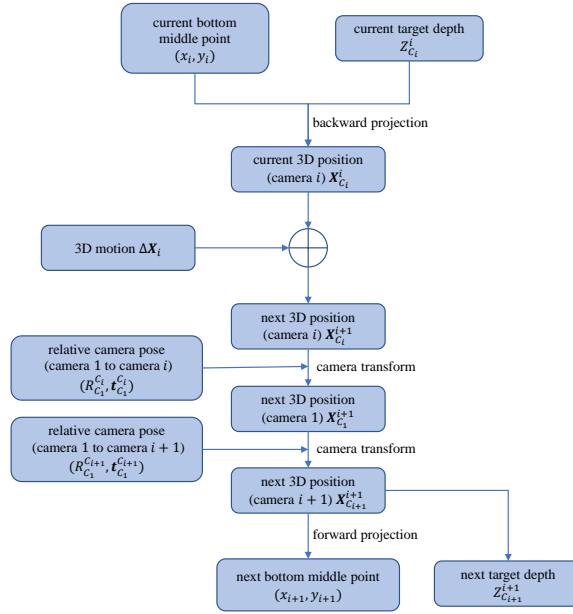 current bottom
middle point
(x_i, y_i)
current target depth
Z_{C_i}^i
backward projection
current 3D position
(camera i) X_{C_i}^i
3D motion ΔX_i
next 3D position
(camera i) X_{C_i}^{i+1}
relative camera pose
(camera 1 to camera i)
(R_{C_1}^{C_i}, t_{C_1}^{C_i})
camera transform
next 3D position
(camera 1) X_{C_1}^{i+1}
relative camera pose
(camera 1 to camera i + 1)
(R_{C_1}^{C_{i+1}}, t_{C_1}^{C_{i+1}})
camera transform
next 3D position
(camera i + 1) X_{C_{i+1}}^{i+1}
forward projection
next bottom middle point
(x_{i+1}, y_{i+1})
next target depth
Z_{C_{i+1}}^{i+1}